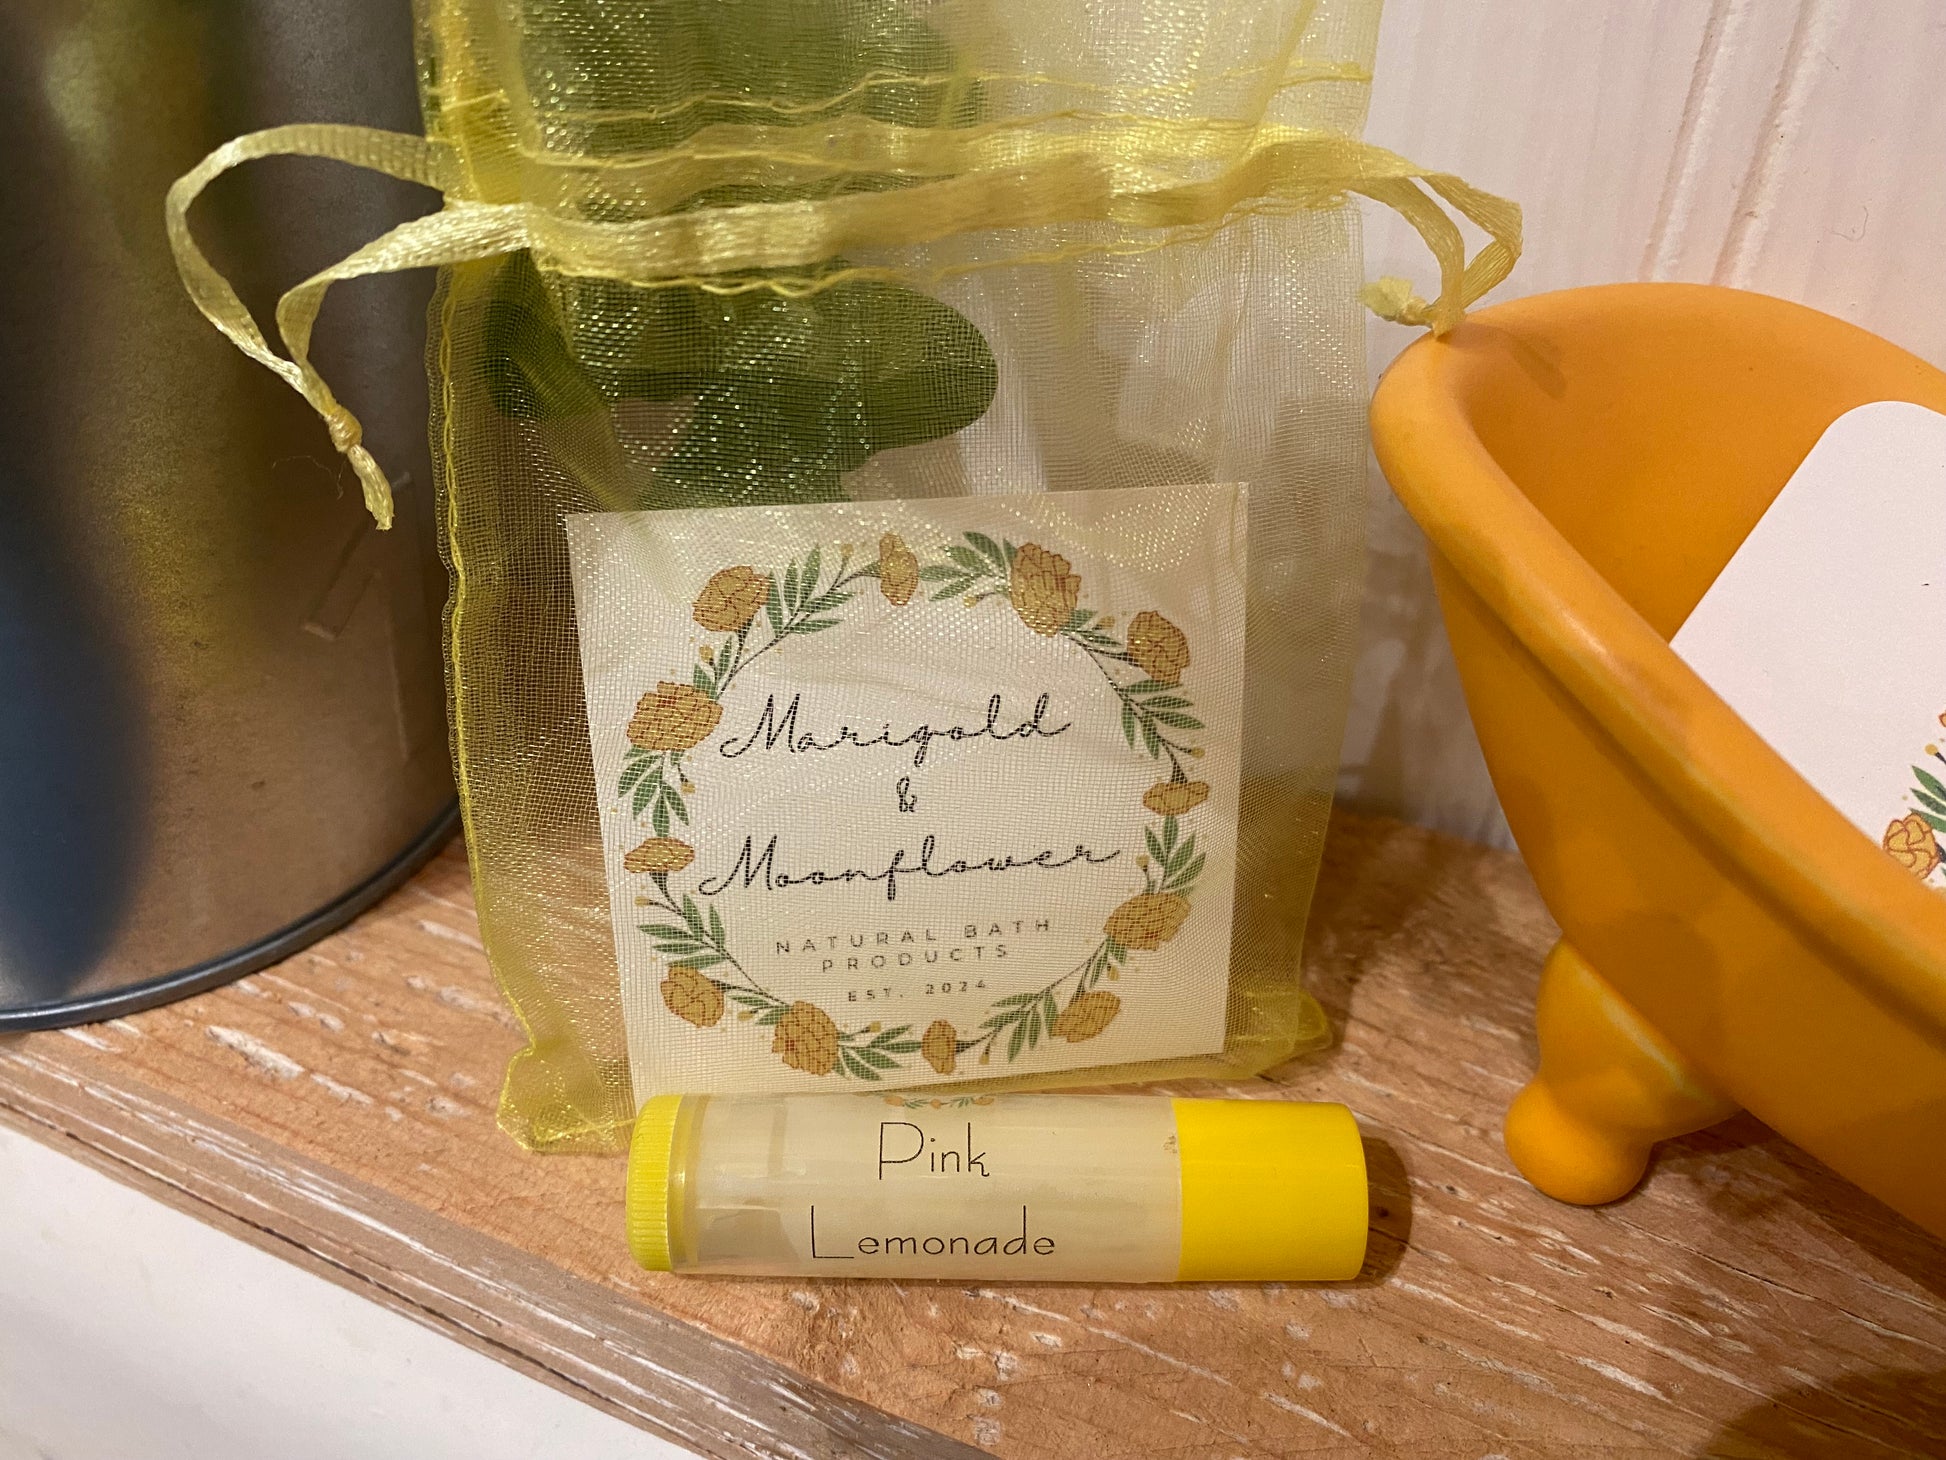 Marigold
&
Moonflower
NATURAL BATH
PRODUCTS
EST. 2024
Pink
Lemonade